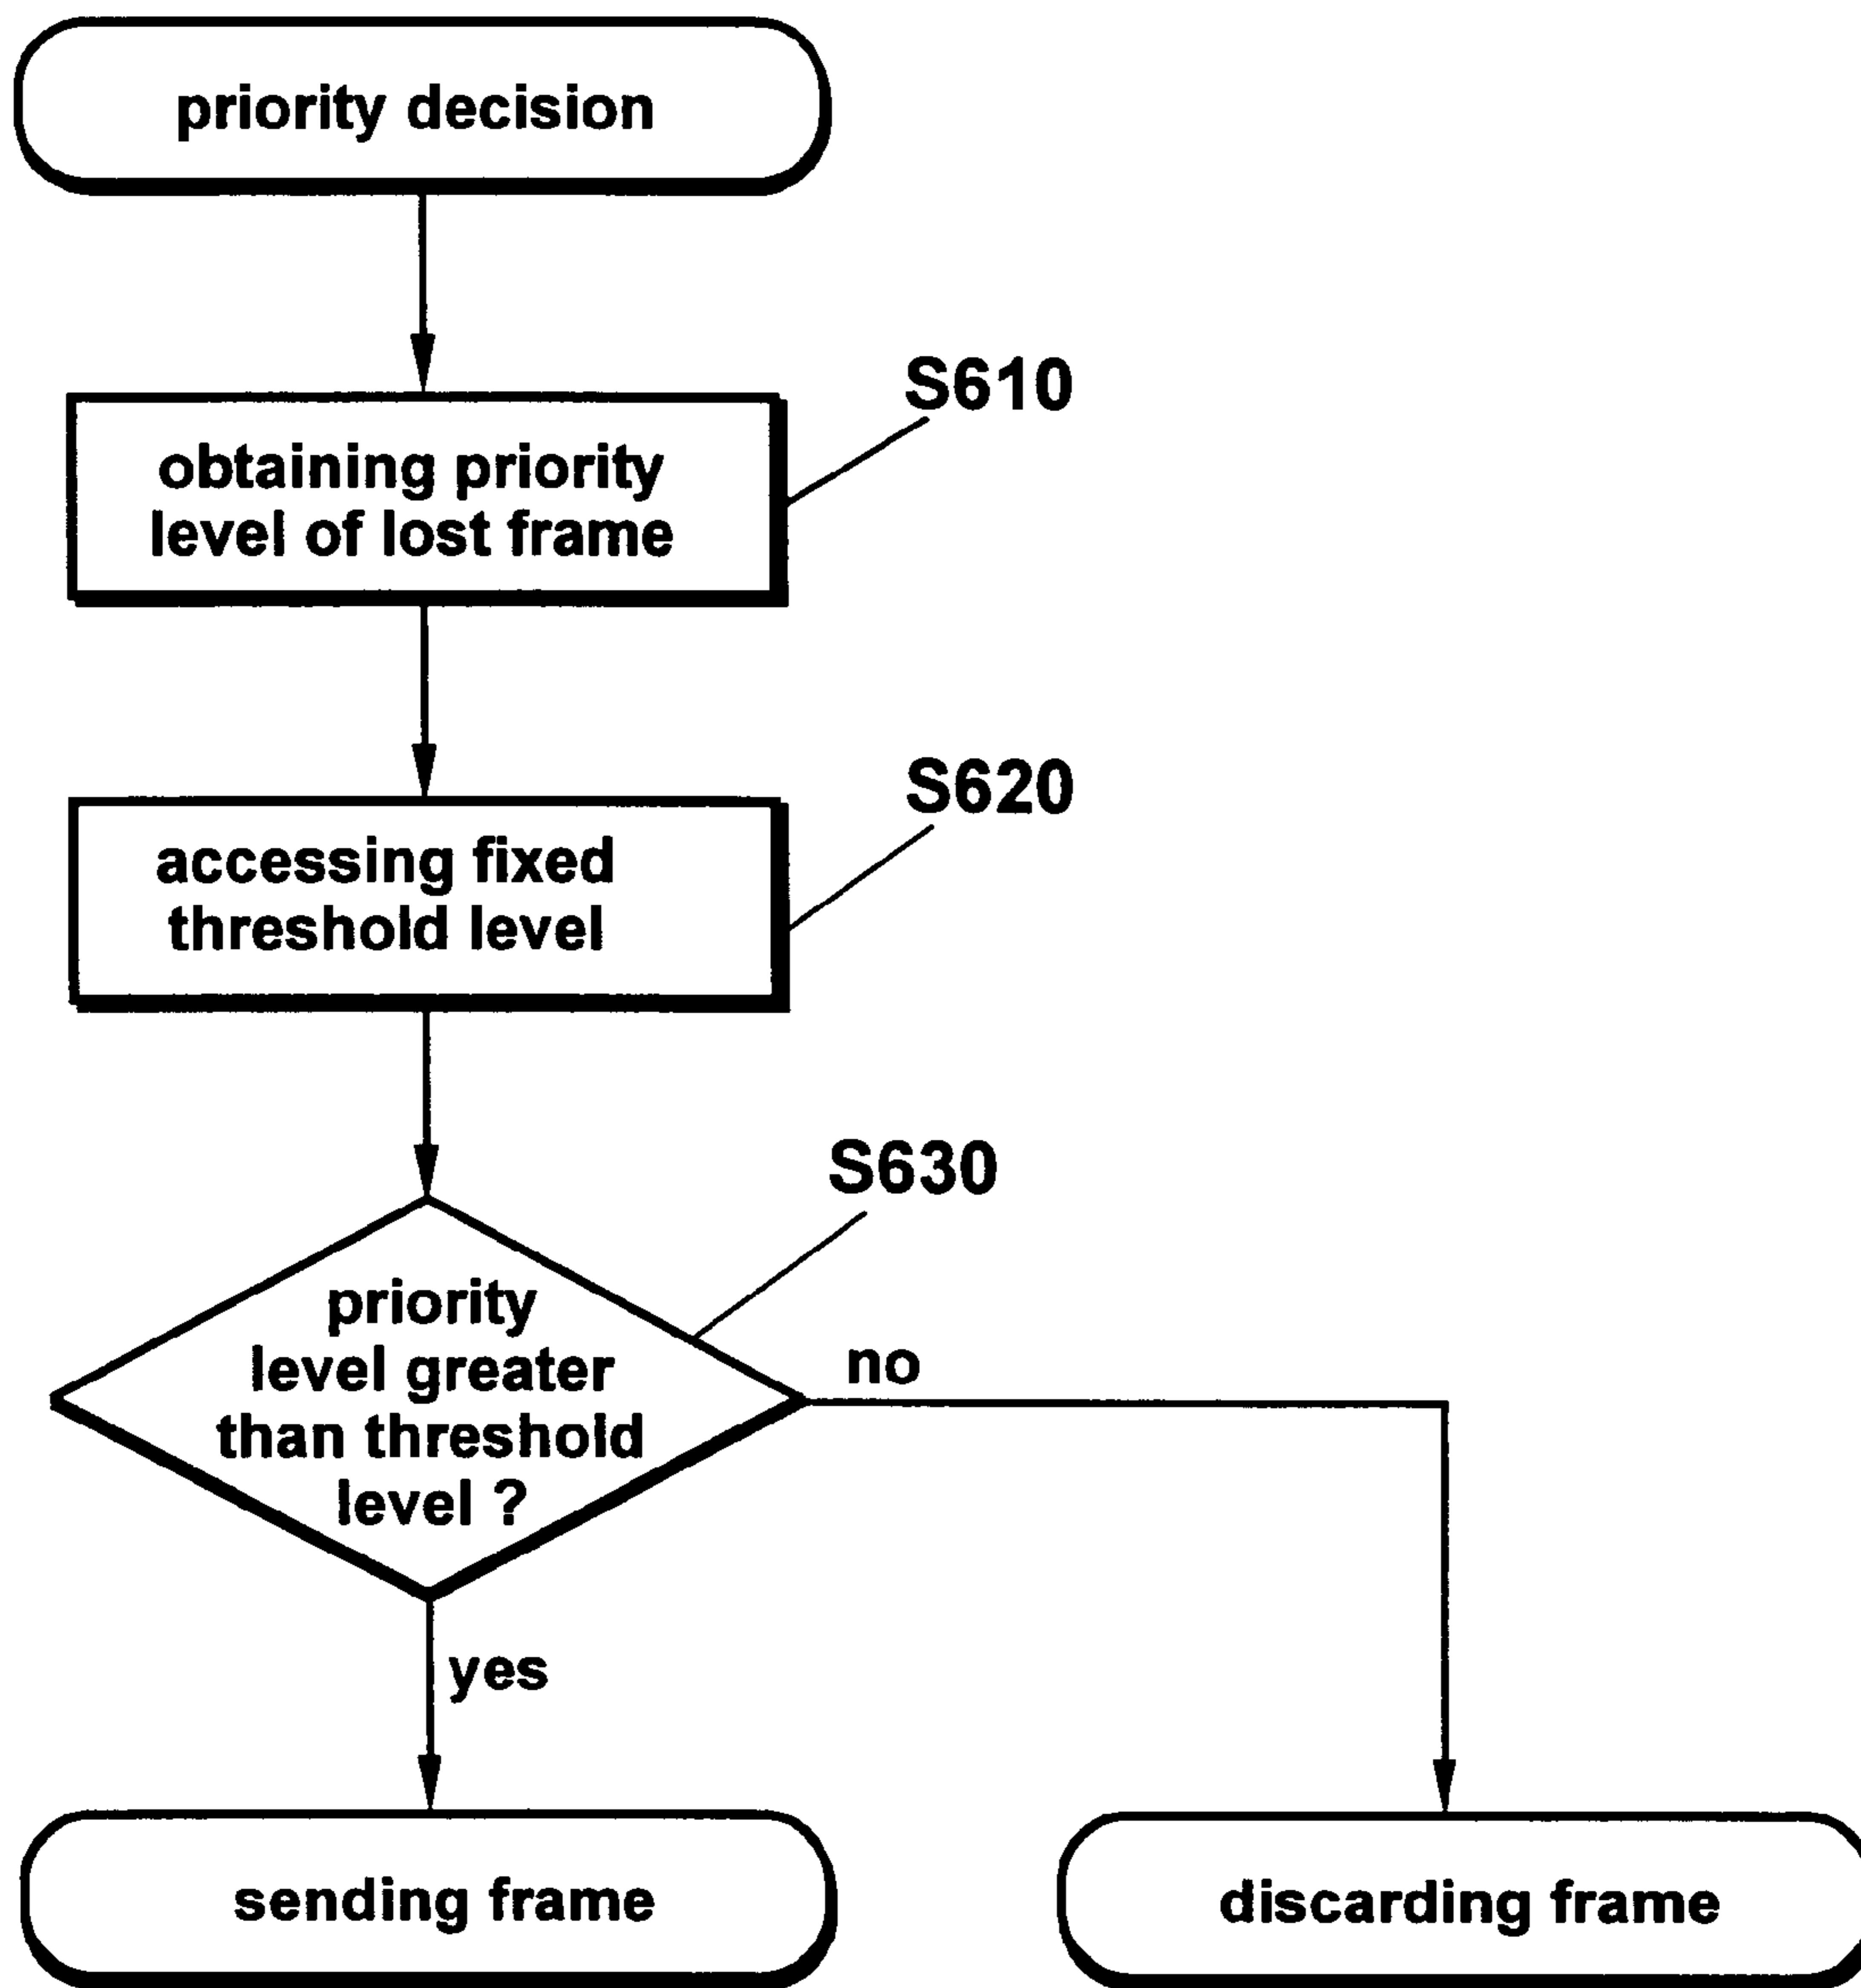 priority decision
S610
obtaining priority
level of lost frame
S620
accessing fixed
threshold level
S630
priority
level greater
than threshold
level ?
no
yes
sending frame
discarding frame